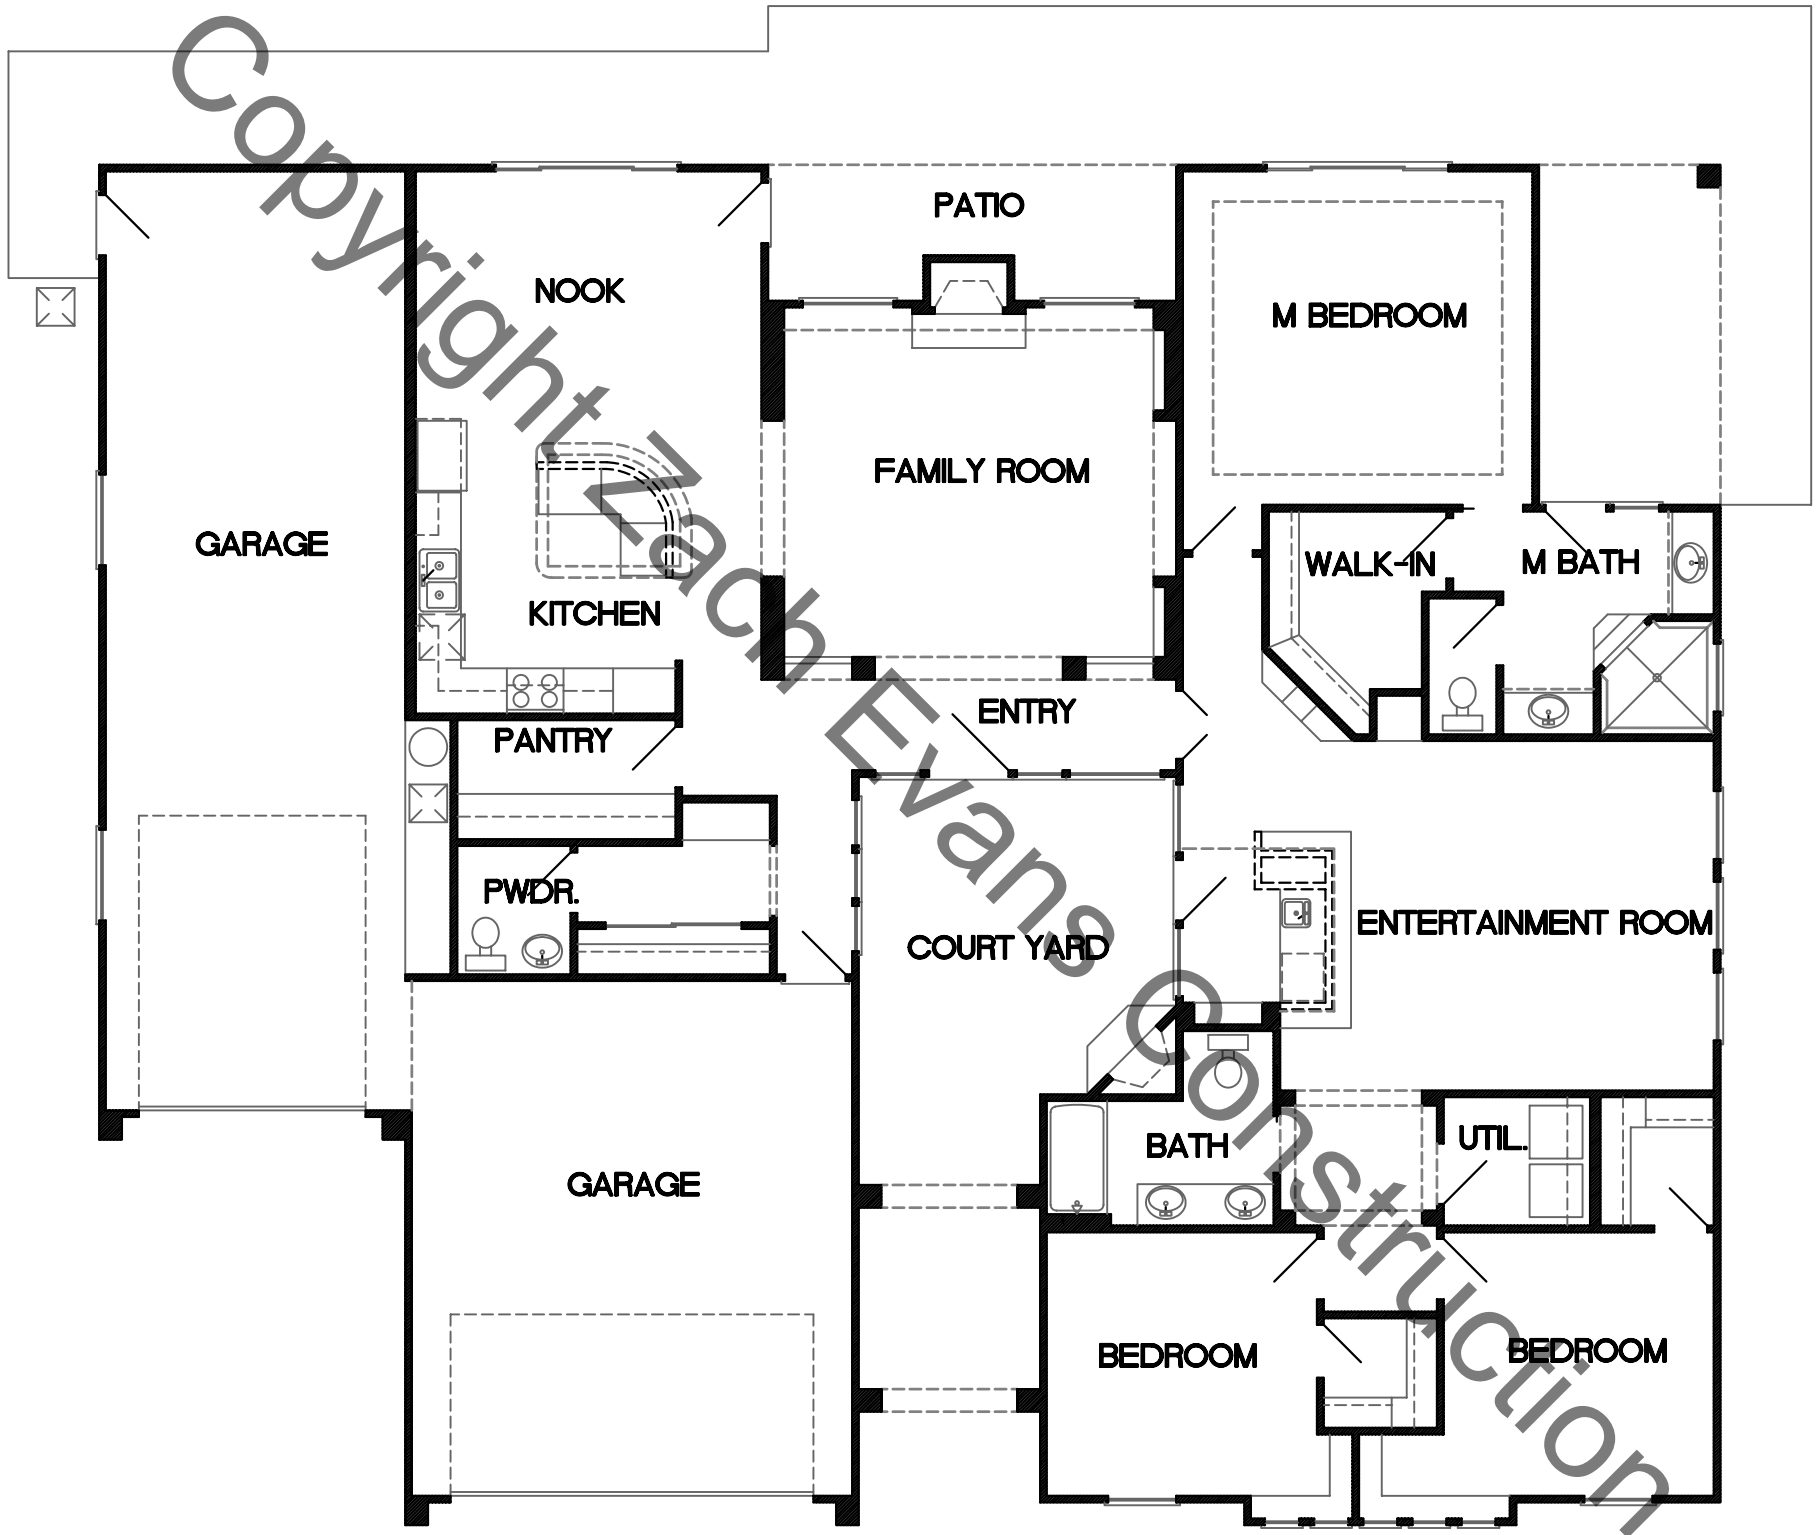 Copyright Zach Evans Construction
PATIO
NOOK
M BEDROOM
FAMILY ROOM
GARAGE
WALK-IN
M BATH
KITCHEN
ENTRY
PANTRY
PWDR.
COURT YARD
ENTERTAINMENT ROOM
BATH
UTIL.
GARAGE
BEDROOM
BEDROOM